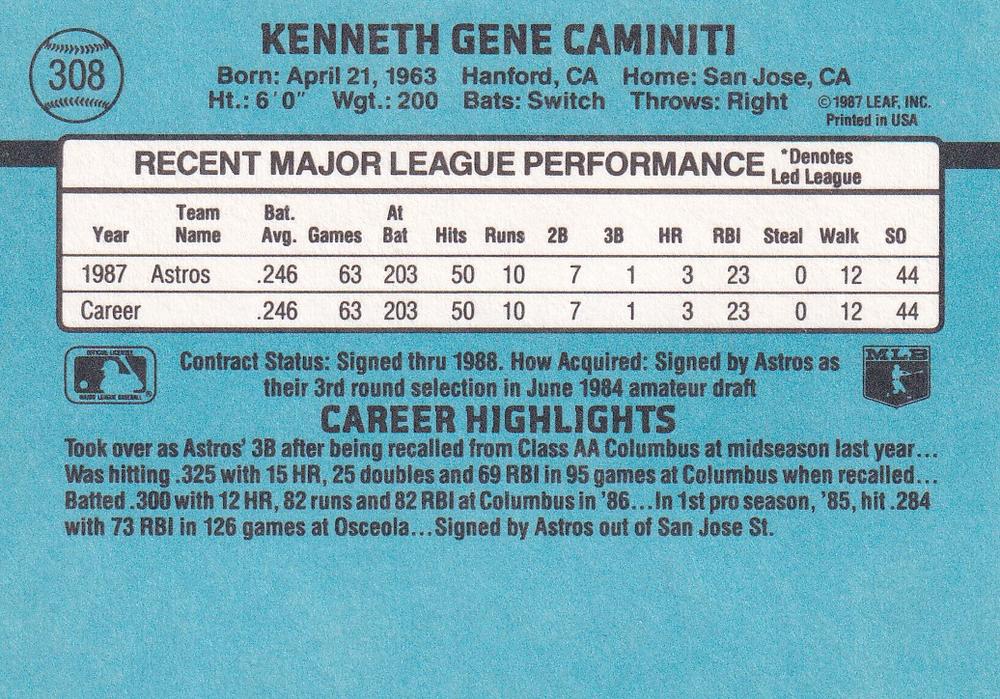 308
KENNETH GENE CAMINITI
Born: April 21, 1963 Hanford, CA Home: San Jose, CA
Ht.: 6'0" Wgt.: 200 Bats: Switch Throws: Right ©1987 LEAF, INC.
Printed in USA
RECENT MAJOR LEAGUE PERFORMANCE *Denotes Led League
Year Team Name Bat. Avg. Games At Bat Hits Runs 2B 3B HR RBI Steal Walk SO
1987 Astros .246 63 203 50 10 7 1 3 23 0 12 44
Career .246 63 203 50 10 7 1 3 23 0 12 44
OFFICIAL LICENSEE
MAJOR LEAGUE BASEBALL
®
Contract Status: Signed thru 1988. How Acquired: Signed by Astros as
their 3rd round selection in June 1984 amateur draft
MLB
CAREER HIGHLIGHTS
Took over as Astros' 3B after being recalled from Class AA Columbus at midseason last year...
Was hitting .325 with 15 HR, 25 doubles and 69 RBI in 95 games at Columbus when recalled...
Batted .300 with 12 HR, 82 runs and 82 RBI at Columbus in '86...In 1st pro season, '85, hit .284
with 73 RBI in 126 games at Osceola...Signed by Astros out of San Jose St.